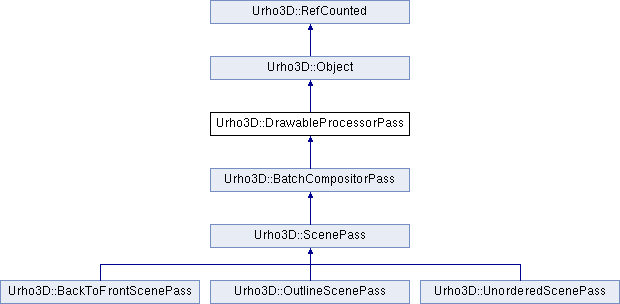 Urho3D::RefCounted
Urho3D::Object
Urho3D::DrawableProcessorPass
Urho3D::BatchCompositorPass
Urho3D::ScenePass
Urho3D::BackToFrontScenePass
Urho3D::OutlineScenePass
Urho3D::UnorderedScenePass